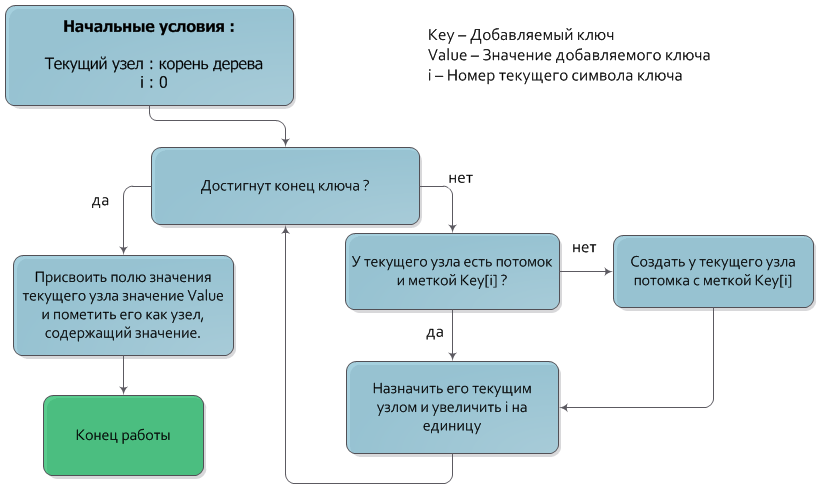 Начальные условия :
Текущий узел : корень дерева
i : 0
Key – Добавляемый ключ
Value – Значение добавляемого ключа
i – Номер текущего символа ключа
Достигнут конец ключа ?
да
нет
Присвоить полю значения
текущего узла значение Value
и пометить его как узел,
содержащий значение.
У текущего узла есть потомок
и меткой Key[i] ?
нет
Создать у текущего узла
потомка с меткой Key[i]
да
Назначить его текущим
узлом и увеличить i на
единицу
Конец работы